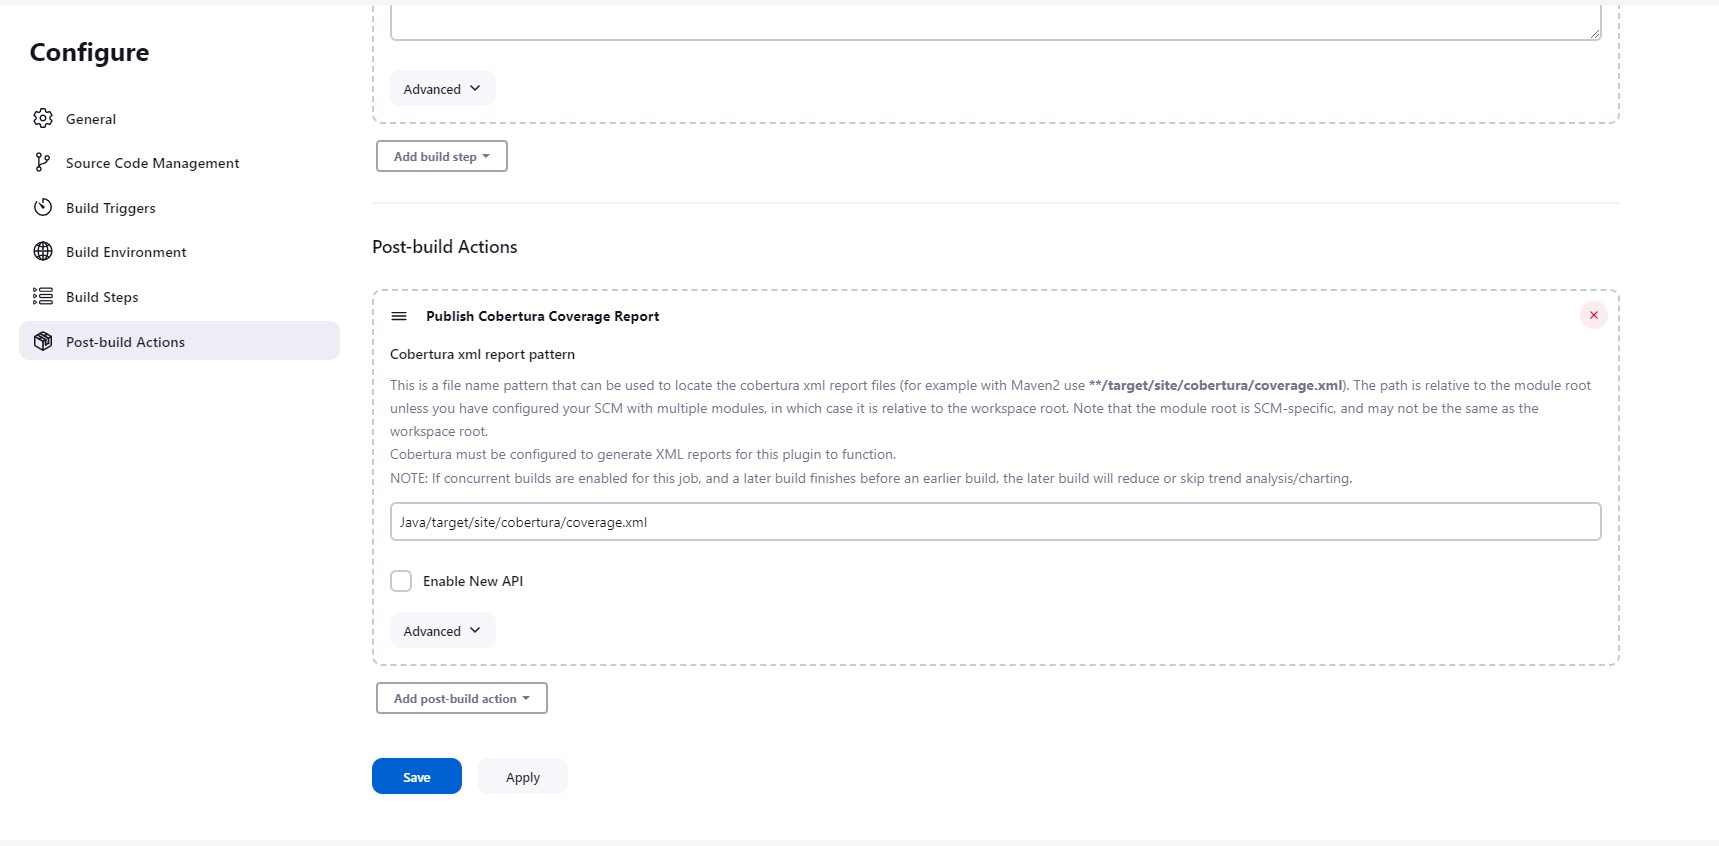 Configure
General
Source Code Management
Build Triggers
Build Environment
Build Steps
Post-build Actions
Advanced
Add build step
Post-build Actions
Publish Cobertura Coverage Report
Cobertura xml report pattern
This is a file name pattern that can be used to locate the cobertura xml report files (for example with Maven2 use **/target/site/cobertura/coverage.xml). The path is relative to the module root
unless you have configured your SCM with multiple modules, in which case it is relative to the workspace root. Note that the module root is SCM-specific, and may not be the same as the
workspace root.
Cobertura must be configured to generate XML reports for this plugin to function.
NOTE: If concurrent builds are enabled for this job, and a later build finishes before an earlier build, the later build will reduce or skip trend analysis/charting.
Java/target/site/cobertura/coverage.xml
Enable New API
Advanced
Add post-build action
Save
Apply